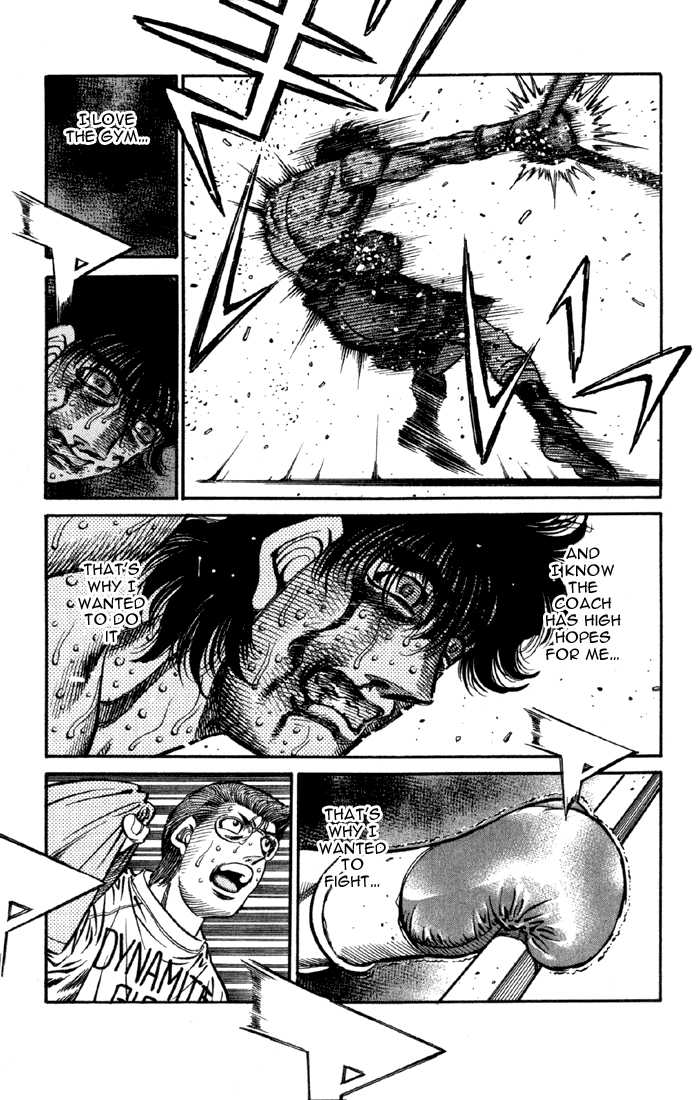 I LOVE
THE GYM...
AND
I KNOW
THE
COACH
HAS HIGH
HOPES
FOR ME...
THAT'S
WHY I
WANTED
TO DO
IT
THAT'S
WHY I
WANTED
TO
FIGHT...
DYNAMITE